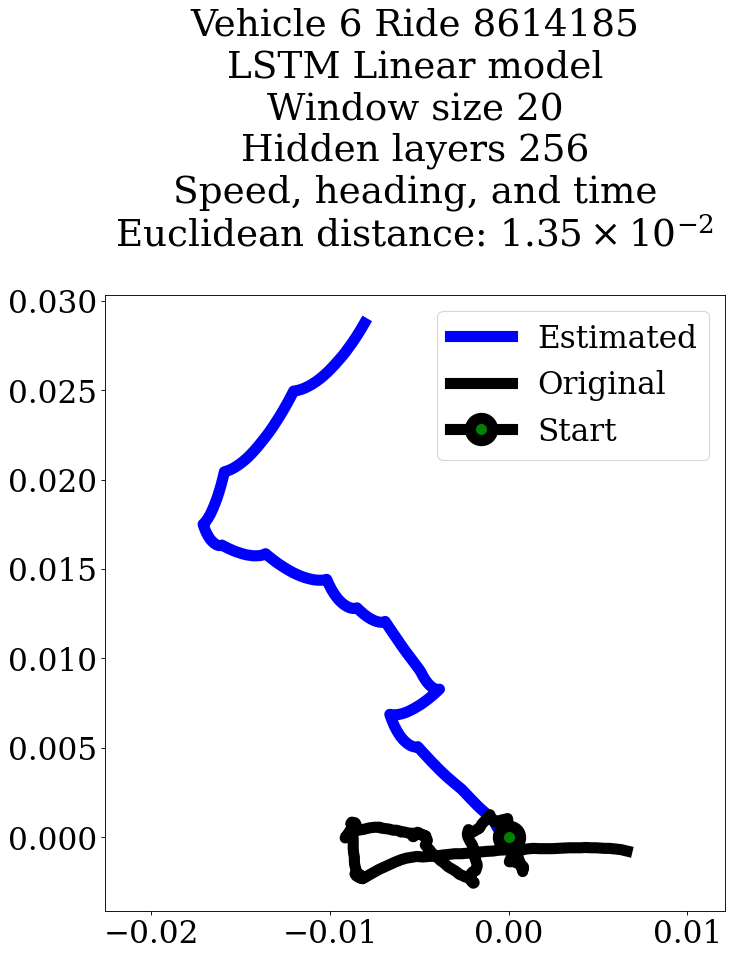 Vehicle 6 Ride 8614185
LSTM Linear model
Window size 20
Hidden layers 256
Speed, heading, and time
Euclidean distance: 1.35 × 10⁻²
0.030
0.025
0.020
0.015
0.010
0.005
0.000
Estimated
Original
Start
−0.02 −0.01 0.00 0.01